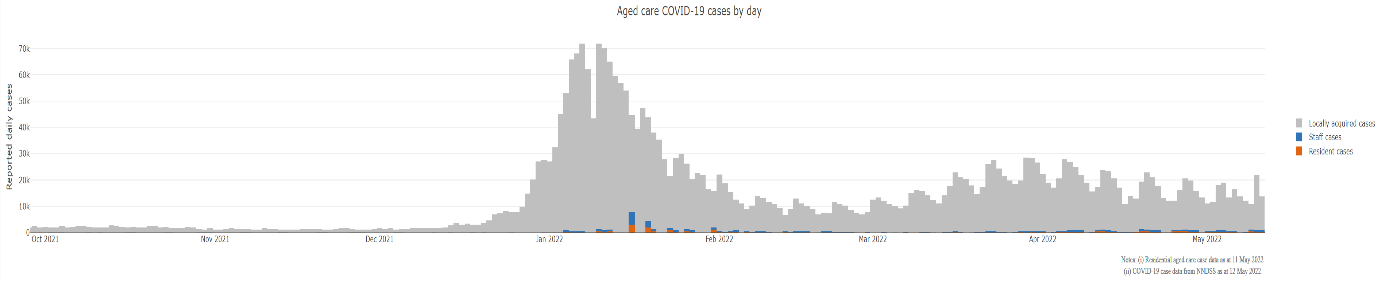 Aged care COVID-19 cases by day
Reported daily cases
70k
60k
50k
40k
30k
20k
10k
0
Oct 2021 Nov 2021 Dec 2021 Jan 2022 Feb 2022 Mar 2022 Apr 2022 May 2022
Locally acquired cases
Staff cases
Resident cases
Notes: (i) Residential aged care case data as at 11 May 2022
(ii) COVID-19 case data from NNDSS as at 12 May 2022